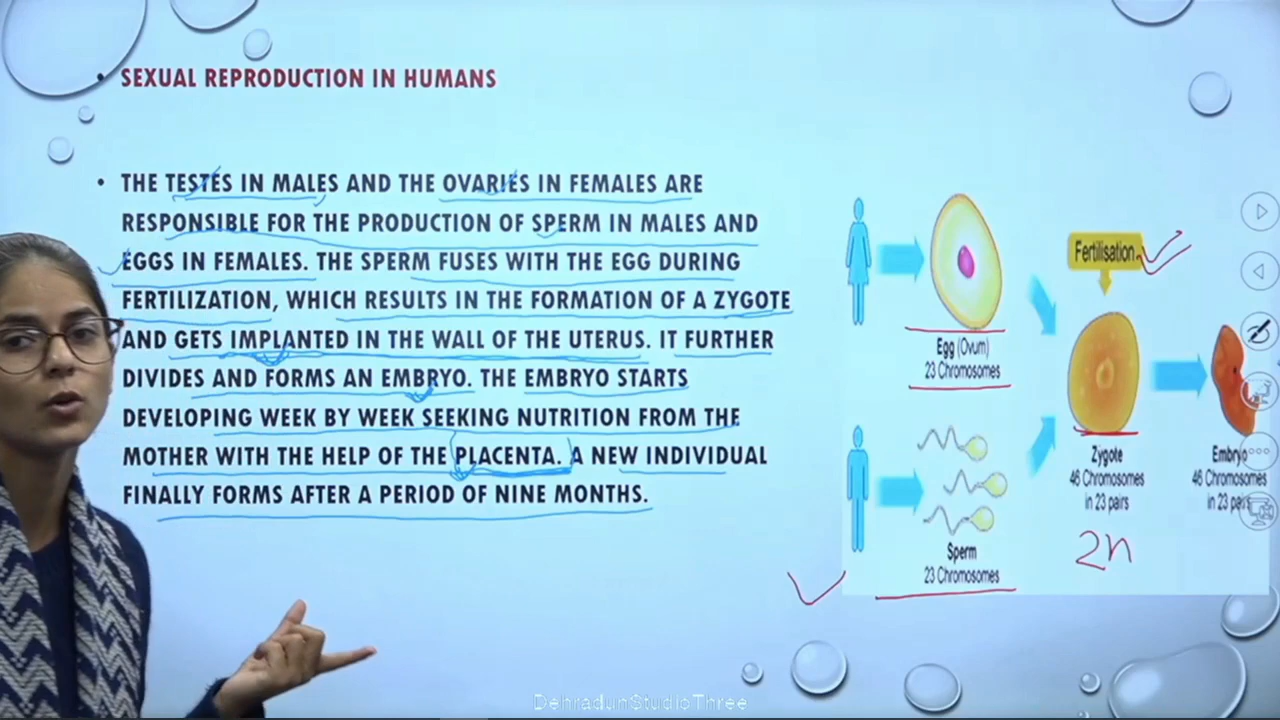 • SEXUAL REPRODUCTION IN HUMANS
• THE TESTES IN MALES AND THE OVARIES IN FEMALES ARE
RESPONSIBLE FOR THE PRODUCTION OF SPERM IN MALES AND
EGGS IN FEMALES. THE SPERM FUSES WITH THE EGG DURING
FERTILIZATION, WHICH RESULTS IN THE FORMATION OF A ZYGOTE
AND GETS IMPLANTED IN THE WALL OF THE UTERUS. IT FURTHER
DIVIDES AND FORMS AN EMBRYO. THE EMBRYO STARTS
DEVELOPING WEEK BY WEEK SEEKING NUTRITION FROM THE
MOTHER WITH THE HELP OF THE PLACENTA. A NEW INDIVIDUAL
FINALLY FORMS AFTER A PERIOD OF NINE MONTHS.
Fertilisation
Egg (Ovum)
23 Chromosomes
Sperm
23 Chromosomes
Zygote
46 Chromosomes
in 23 pairs
2n
Embryo
46 Chromosomes
in 23 pairs
DehradunStudioThree